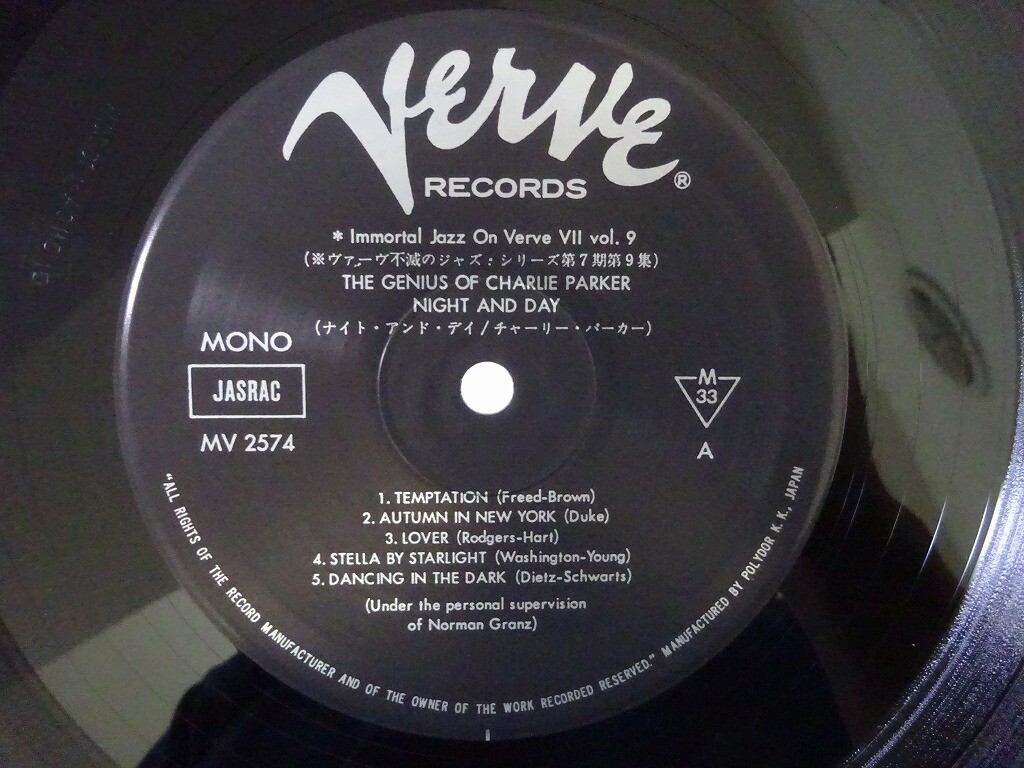 Verve
RECORDS ®
* Immortal Jazz On Verve VII vol. 9
(※ヴァーヴ不滅のジャズ・シリーズ第7期第9集)
THE GENIUS OF CHARLIE PARKER
NIGHT AND DAY
(ナイト・アンド・デイ/チャーリー・パーカー)
MONO
JASRAC
MV 2574
M
33
A
1. TEMPTATION (Freed-Brown)
2. AUTUMN IN NEW YORK (Duke)
3. LOVER (Rodgers-Hart)
4. STELLA BY STARLIGHT (Washington-Young)
5. DANCING IN THE DARK (Dietz-Schwarts)
(Under the personal supervision
of Norman Granz)
"ALL RIGHTS OF THE RECORD MANUFACTURER AND OF THE OWNER OF THE WORK RECORDED RESERVED." MANUFACTURED BY POLYDOR K. K., JAPAN